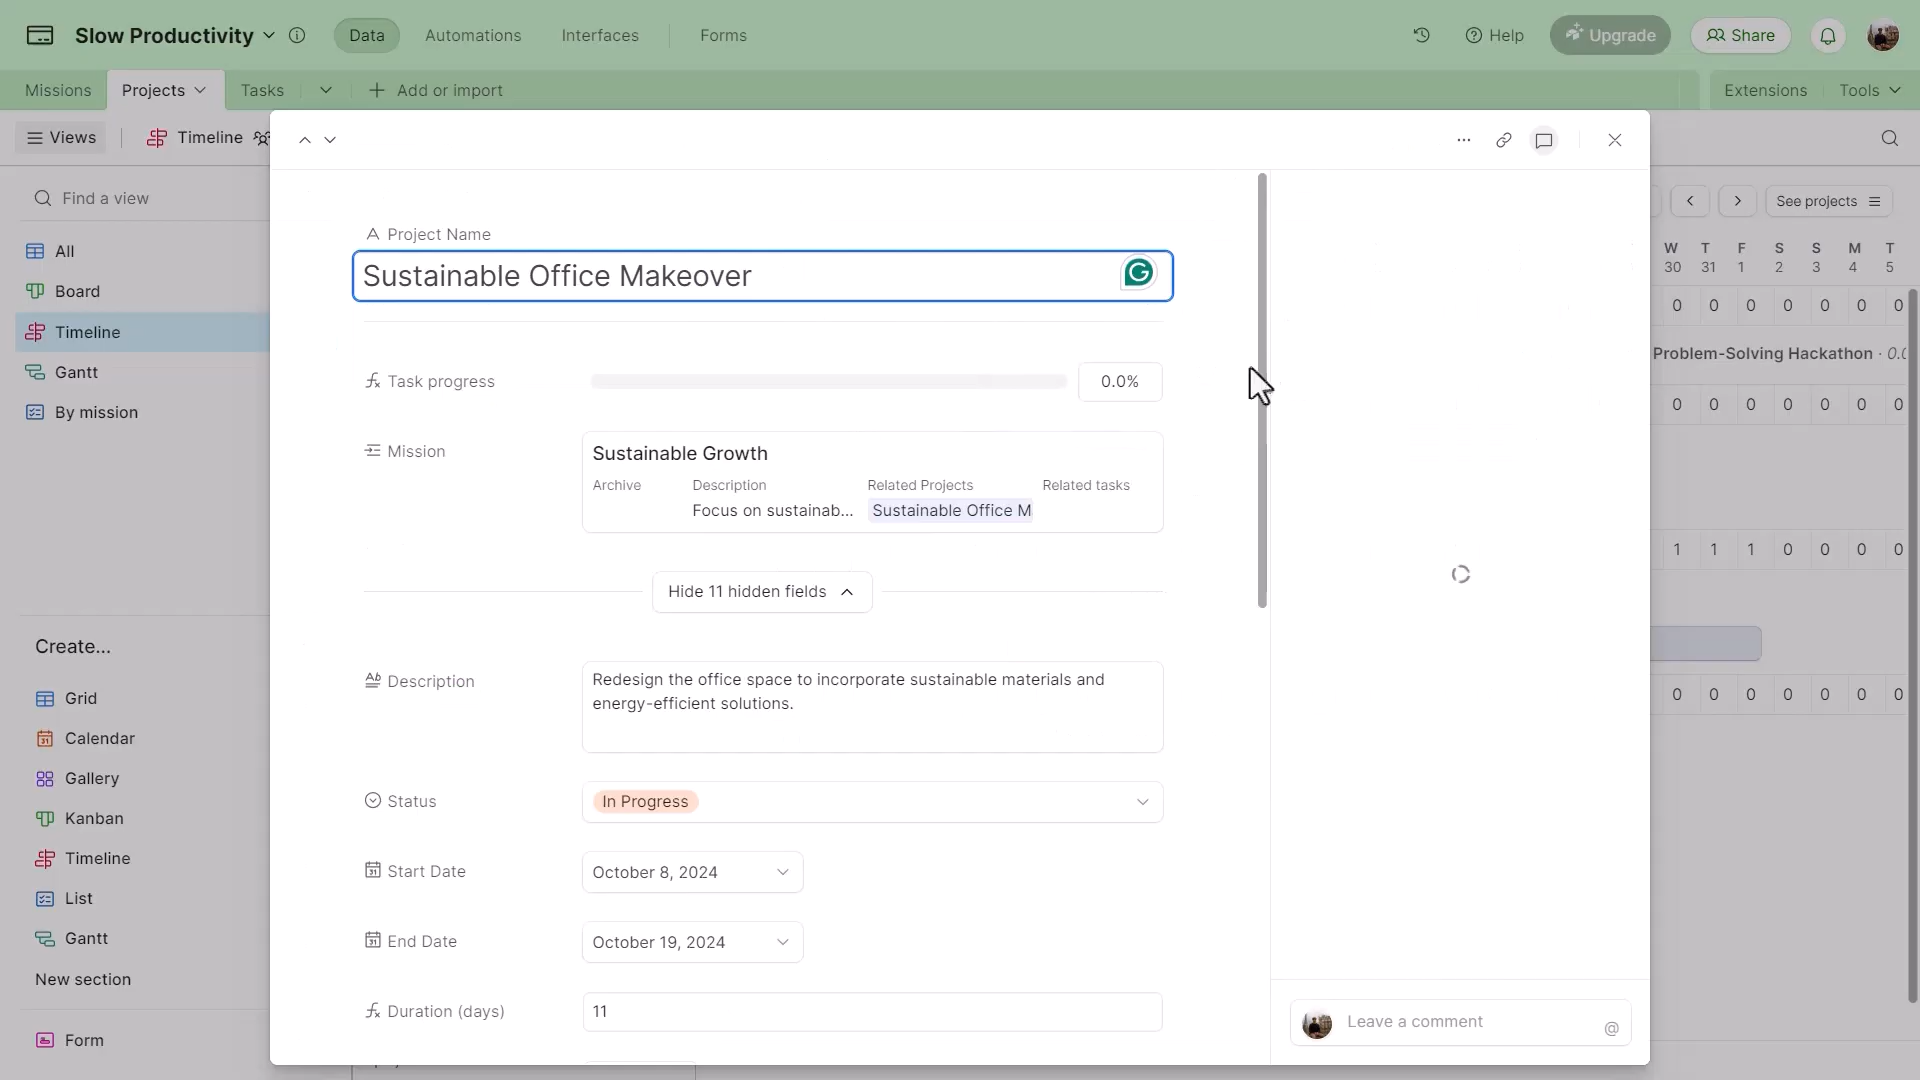 Slow Productivity
Data
Automations
Interfaces
Forms
Help
Upgrade
Share
Missions
Projects
Tasks
Add or import
Extensions
Tools
Views
Timeline
Find a view
All
Board
Timeline
Gantt
By mission
Create...
Grid
Calendar
Gallery
Kanban
Timeline
List
Gantt
New section
Form
Project Name
Sustainable Office Makeover
Task progress
0.0%
Mission
Sustainable Growth
Archive Description Related Projects Related tasks
Focus on sustainab... Sustainable Office M
Hide 11 hidden fields
Description
Redesign the office space to incorporate sustainable materials and
energy-efficient solutions.
Status
In Progress
Start Date
October 8, 2024
End Date
October 19, 2024
Duration (days)
11
Leave a comment
@
See projects
W T F S S M T
30 31 1 2 3 4 5
0 0 0 0 0 0 0
Problem-Solving Hackathon · 0.0
0 0 0 0 0 0 0
1 1 1 0 0 0 0
0 0 0 0 0 0 0